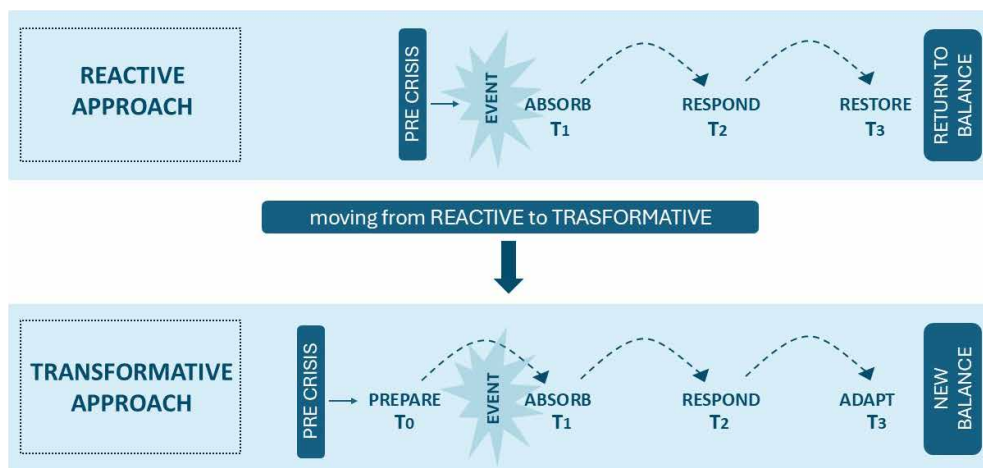 REACTIVE
APPROACH
PRE CRISIS
EVENT
ABSORB
T1
RESPOND
T2
RESTORE
T3
RETURN TO
BALANCE
moving from REACTIVE to TRASFORMATIVE
TRANSFORMATIVE
APPROACH
PRE CRISIS
PREPARE
T0
EVENT
ABSORB
T1
RESPOND
T2
ADAPT
T3
NEW
BALANCE